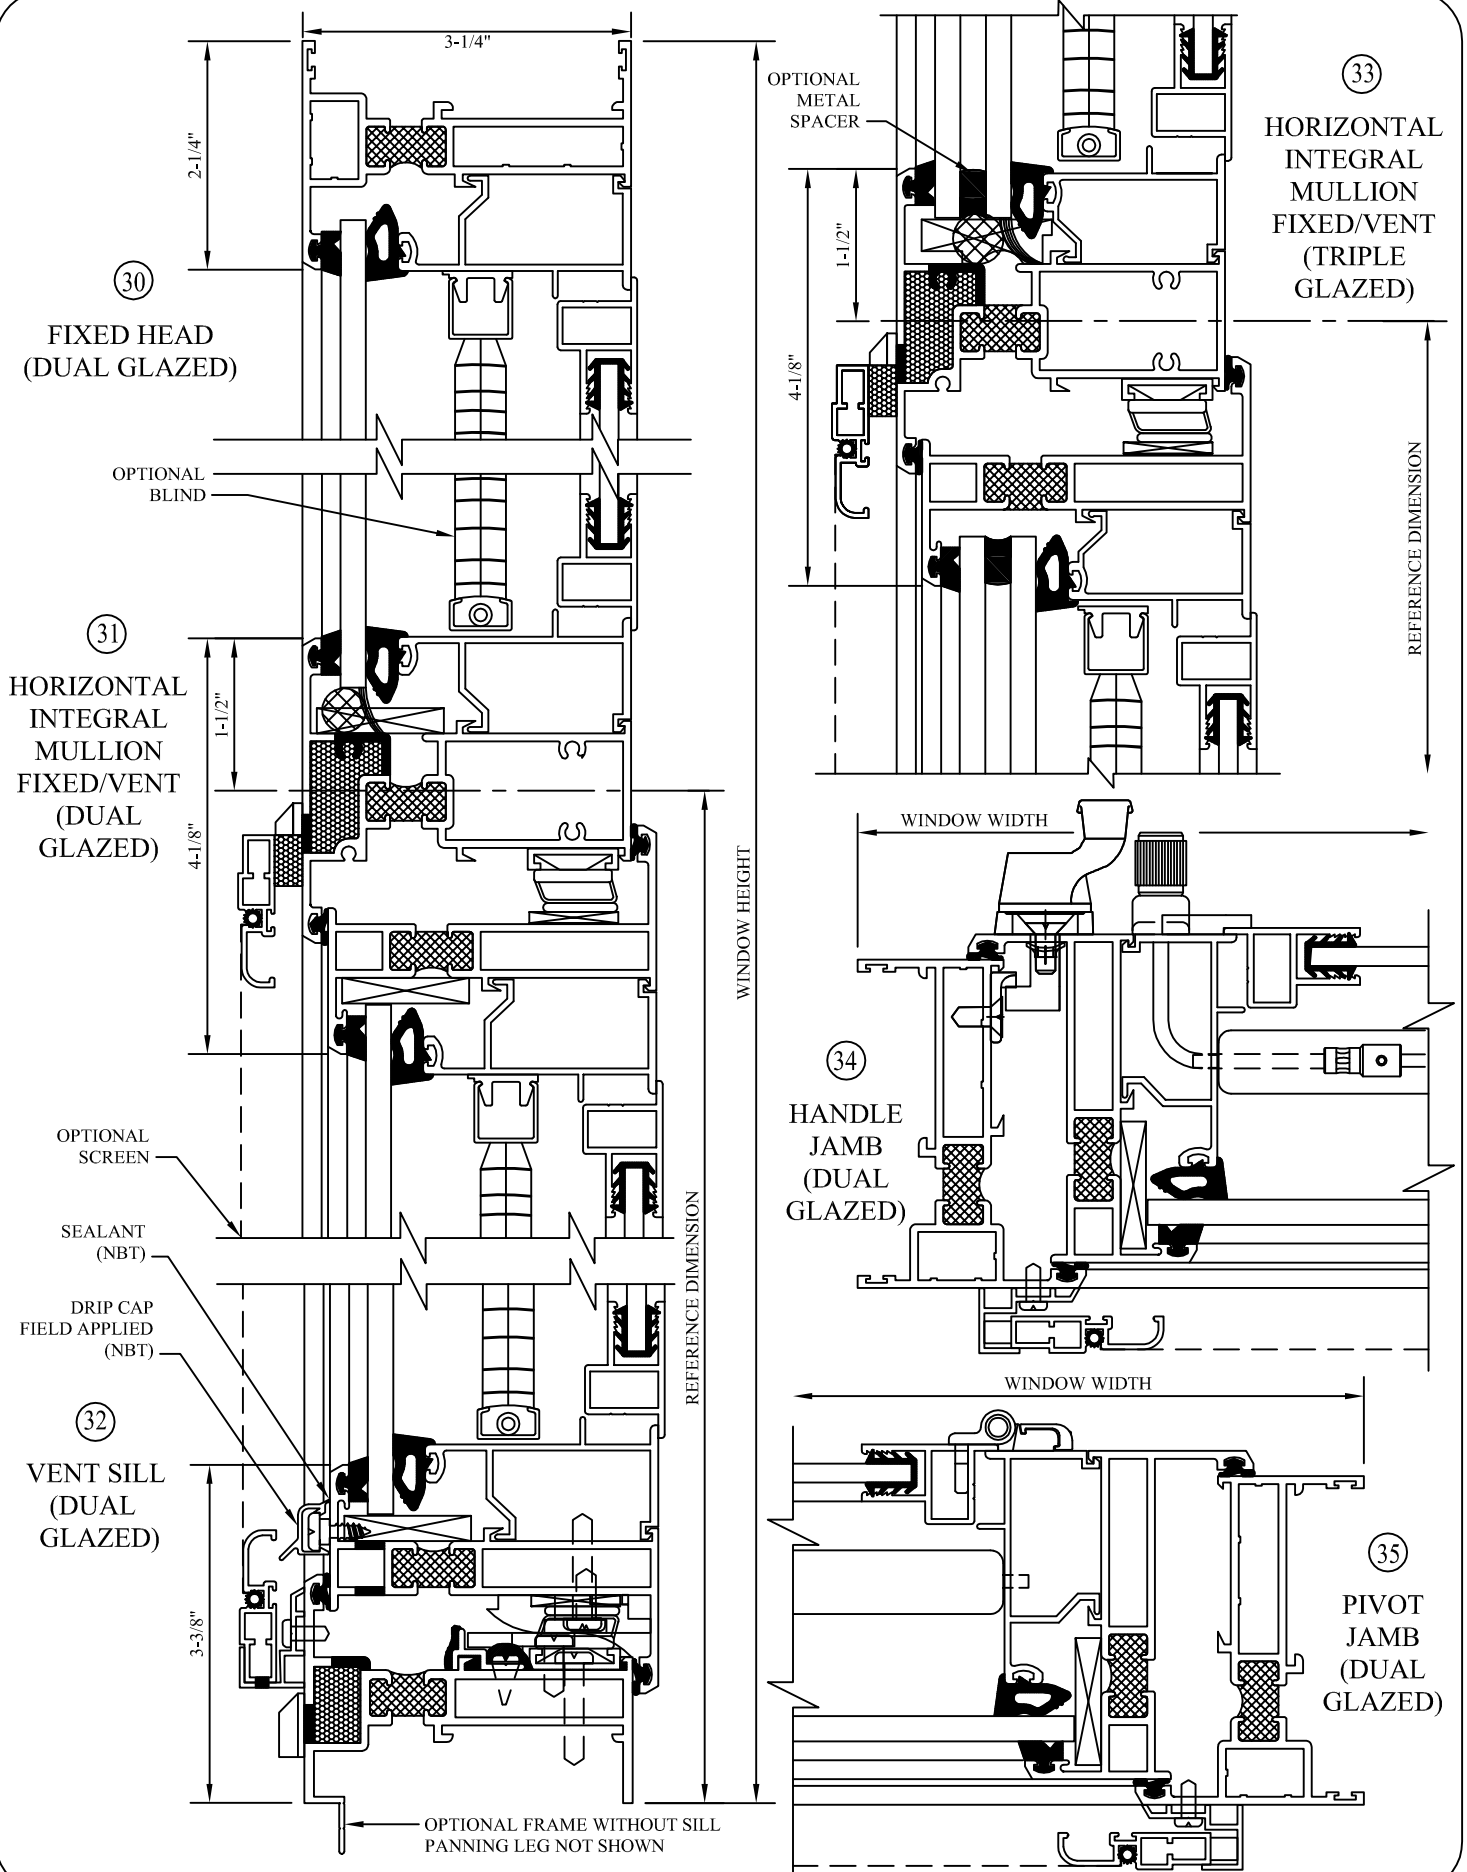 3-1/4"
2-1/4"
30
FIXED HEAD
(DUAL GLAZED)
OPTIONAL
BLIND
31
HORIZONTAL
INTEGRAL
MULLION
FIXED/VENT
(DUAL
GLAZED)
1-1/2"
4-1/8"
OPTIONAL
SCREEN
SEALANT
(NBT)
DRIP CAP
FIELD APPLIED
(NBT)
32
VENT SILL
(DUAL
GLAZED)
3-3/8"
OPTIONAL FRAME WITHOUT SILL
PANNING LEG NOT SHOWN
WINDOW HEIGHT
REFERENCE DIMENSION
OPTIONAL
METAL
SPACER
33
HORIZONTAL
INTEGRAL
MULLION
FIXED/VENT
(TRIPLE
GLAZED)
1-1/2"
4-1/8"
REFERENCE DIMENSION
WINDOW WIDTH
34
HANDLE
JAMB
(DUAL
GLAZED)
WINDOW WIDTH
35
PIVOT
JAMB
(DUAL
GLAZED)